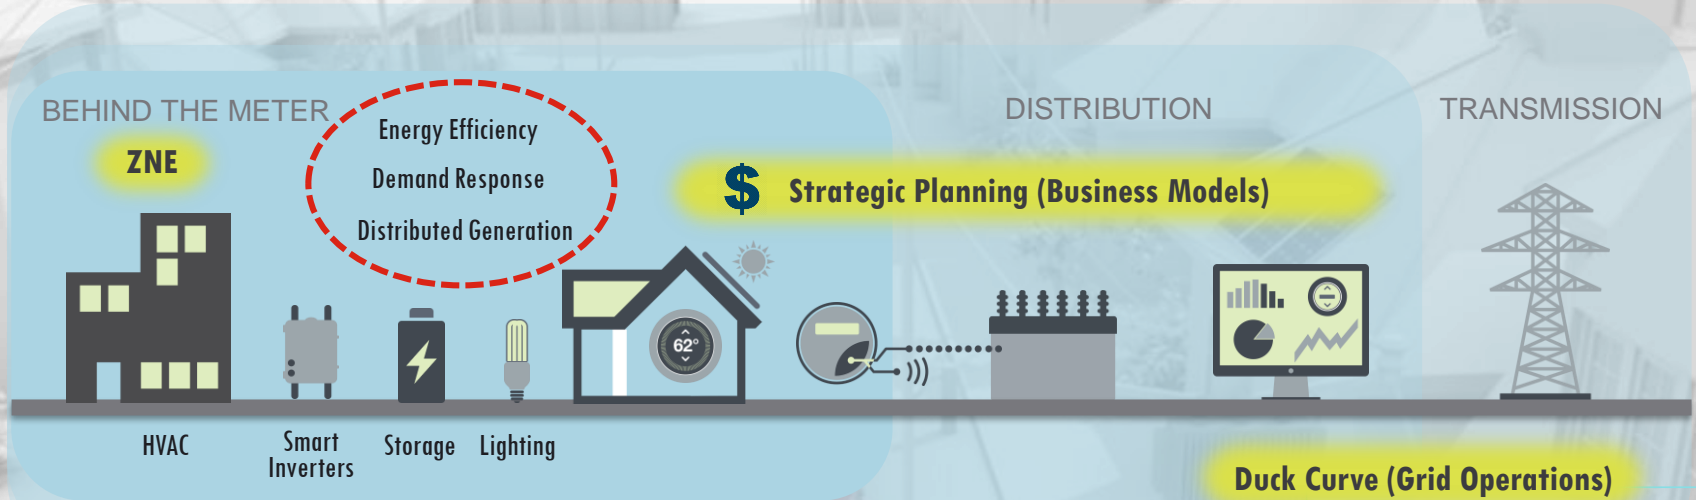 BEHIND THE METER
DISTRIBUTION
TRANSMISSION
ZNE
Energy Efficiency
Demand Response
Distributed Generation
$ Strategic Planning (Business Models)
62°
HVAC
Smart
Inverters
Storage
Lighting
Duck Curve (Grid Operations)